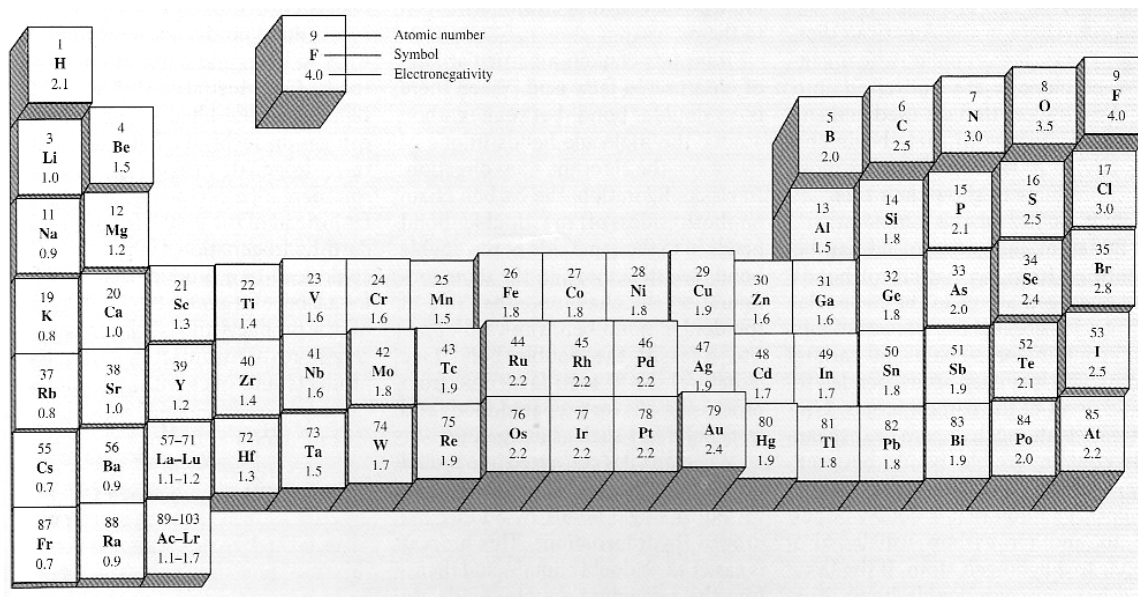 1
H
2.1
9
F
4.0
Atomic number
Symbol
Electronegativity
3
Li
1.0
4
Be
1.5
5
B
2.0
6
C
2.5
7
N
3.0
8
O
3.5
9
F
4.0
11
Na
0.9
12
Mg
1.2
13
Al
1.5
14
Si
1.8
15
P
2.1
16
S
2.5
17
Cl
3.0
19
K
0.8
20
Ca
1.0
21
Sc
1.3
22
Ti
1.4
23
V
1.6
24
Cr
1.6
25
Mn
1.5
26
Fe
1.8
27
Co
1.8
28
Ni
1.8
29
Cu
1.9
30
Zn
1.6
31
Ga
1.6
32
Ge
1.8
33
As
2.0
34
Se
2.4
35
Br
2.8
37
Rb
0.8
38
Sr
1.0
39
Y
1.2
40
Zr
1.4
41
Nb
1.6
42
Mo
1.8
43
Tc
1.9
44
Ru
2.2
45
Rh
2.2
46
Pd
2.2
47
Ag
1.9
48
Cd
1.7
49
In
1.7
50
Sn
1.8
51
Sb
1.9
52
Te
2.1
53
I
2.5
55
Cs
0.7
56
Ba
0.9
57–71
La–Lu
1.1–1.2
72
Hf
1.3
73
Ta
1.5
74
W
1.7
75
Re
1.9
76
Os
2.2
77
Ir
2.2
78
Pt
2.2
79
Au
2.4
80
Hg
1.9
81
Tl
1.8
82
Pb
1.8
83
Bi
1.9
84
Po
2.0
85
At
2.2
87
Fr
0.7
88
Ra
0.9
89–103
Ac–Lr
1.1–1.7